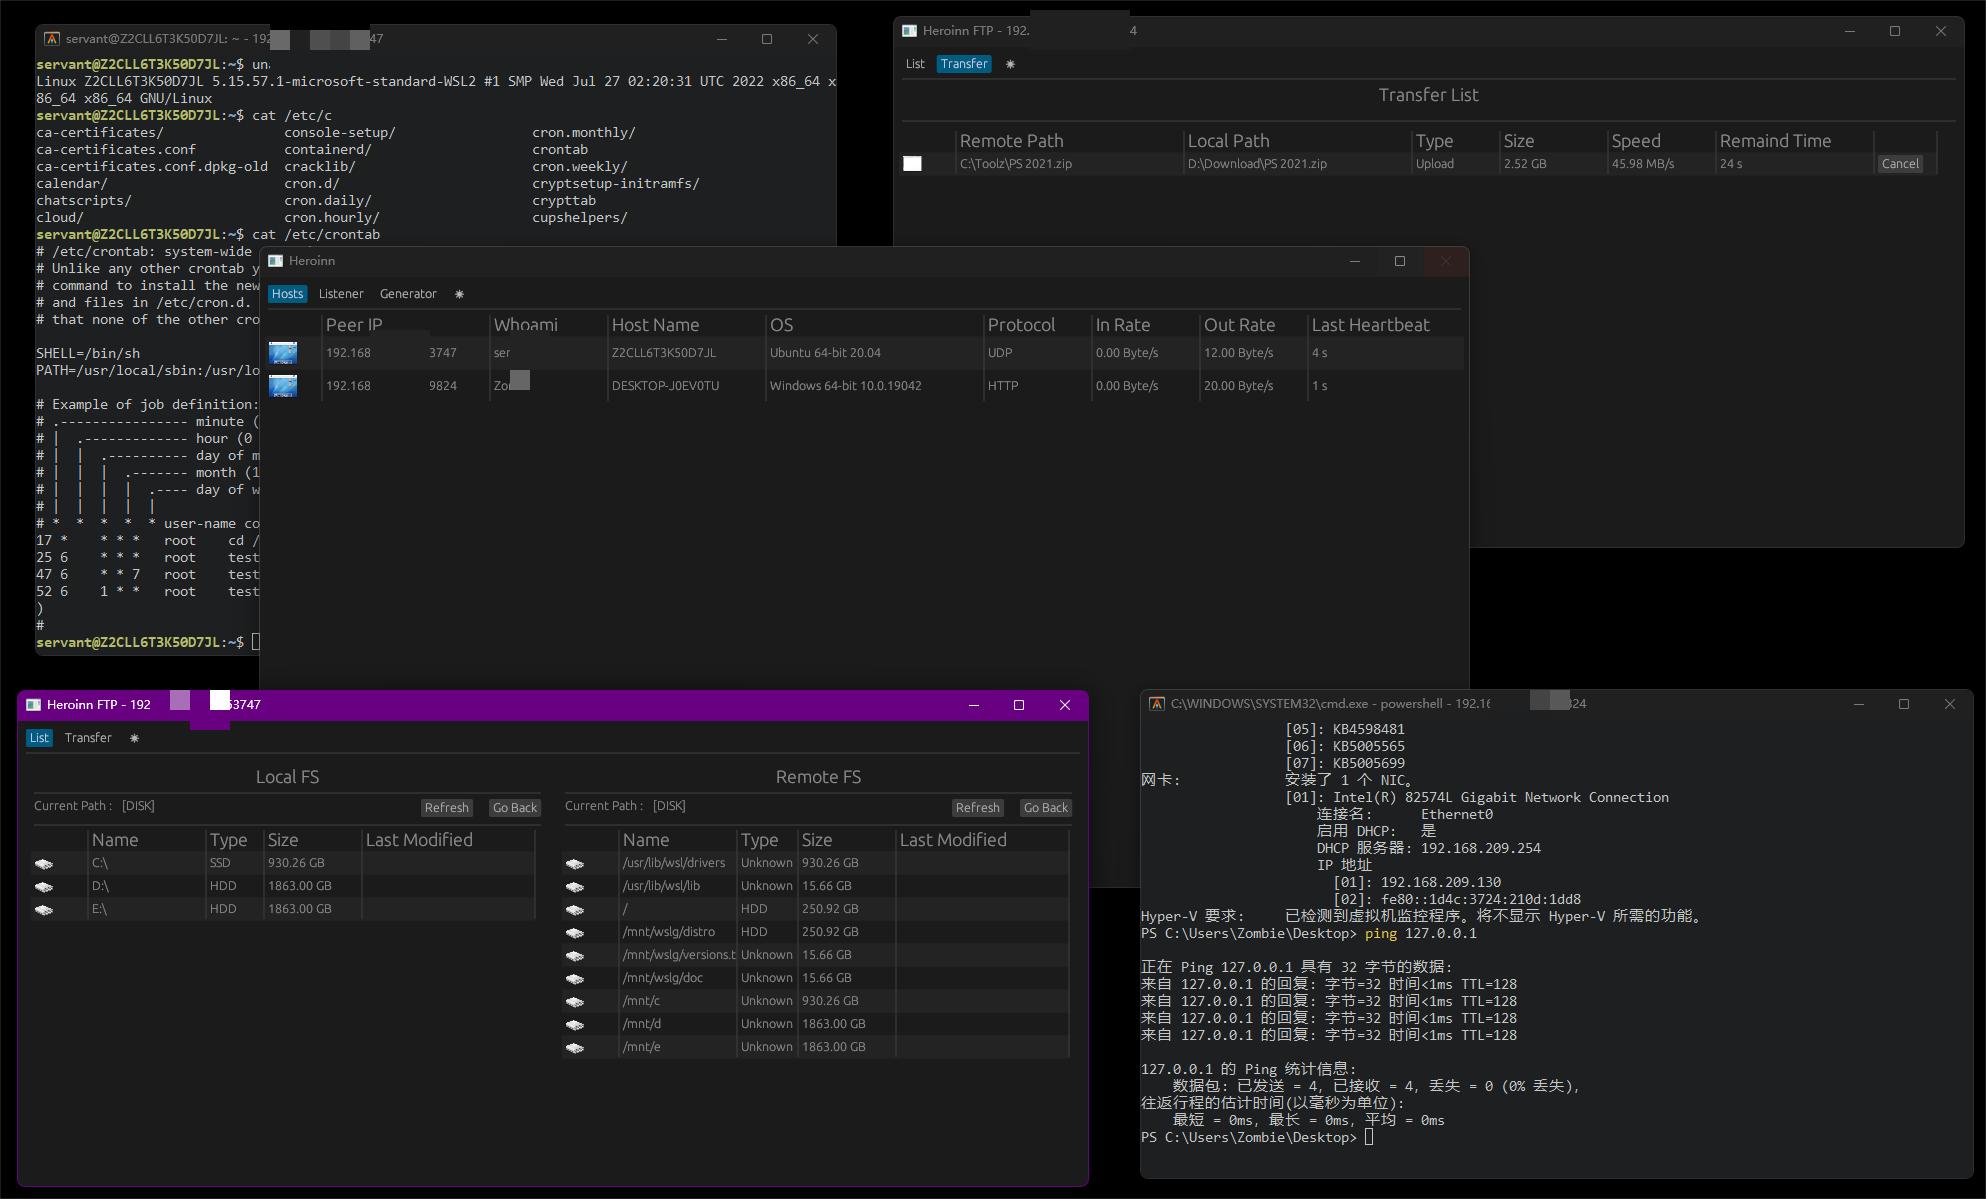 servant@Z2CLL6T3K50D7JL: ~ - 192 47
servant@Z2CLL6T3K50D7JL:~$ una
Linux Z2CLL6T3K50D7JL 5.15.57.1-microsoft-standard-WSL2 #1 SMP Wed Jul 27 02:20:31 UTC 2022 x86_64 x
86_64 x86_64 GNU/Linux
servant@Z2CLL6T3K50D7JL:~$ cat /etc/c
ca-certificates/ console-setup/ cron.monthly/
ca-certificates.conf containerd/ crontab
ca-certificates.conf.dpkg-old cracklib/ cron.weekly/
calendar/ cron.d/ cryptsetup-initramfs/
chatscripts/ cron.daily/ crypttab
cloud/ cron.hourly/ cupshelpers/
servant@Z2CLL6T3K50D7JL:~$ cat /etc/crontab
# /etc/crontab: system-wide
# Unlike any other crontab y
# command to install the new
# and files in /etc/cron.d.
# that none of the other cro
SHELL=/bin/sh
PATH=/usr/local/sbin:/usr/lo
# Example of job definition:
# .---------------- minute (
# | .------------- hour (0
# | | .---------- day of m
# | | | .------- month (1
# | | | | .---- day of w
# | | | | |
# * * * * * user-name co
17 * * * * root cd /
25 6 * * * root test
47 6 * * 7 root test
52 6 1 * * root test
)
#
servant@Z2CLL6T3K50D7JL:~$
Heroinn FTP - 192. 4
List Transfer ☀
Transfer List
Remote Path Local Path Type Size Speed Remaind Time
C:\Toolz\PS 2021.zip D:\Download\PS 2021.zip Upload 2.52 GB 45.98 MB/s 24 s Cancel
Heroinn
Hosts Listener Generator ☀
Peer IP Whoami Host Name OS Protocol In Rate Out Rate Last Heartbeat
192.168 3747 ser Z2CLL6T3K50D7JL Ubuntu 64-bit 20.04 UDP 0.00 Byte/s 12.00 Byte/s 4 s
192.168 9824 Zo DESKTOP-J0EV0TU Windows 64-bit 10.0.19042 HTTP 0.00 Byte/s 20.00 Byte/s 1 s
Heroinn FTP - 192 63747
List Transfer ☀
Local FS
Current Path : [DISK] Refresh Go Back
Name Type Size Last Modified
C:\ SSD 930.26 GB
D:\ HDD 1863.00 GB
E:\ HDD 1863.00 GB
Remote FS
Current Path : [DISK] Refresh Go Back
Name Type Size Last Modified
/usr/lib/wsl/drivers Unknown 930.26 GB
/usr/lib/wsl/lib Unknown 15.66 GB
/ HDD 250.92 GB
/mnt/wslg/distro HDD 250.92 GB
/mnt/wslg/versions.t Unknown 15.66 GB
/mnt/wslg/doc Unknown 15.66 GB
/mnt/c Unknown 930.26 GB
/mnt/d Unknown 1863.00 GB
/mnt/e Unknown 1863.00 GB
C:\WINDOWS\SYSTEM32\cmd.exe - powershell - 192.16 824
[05]: KB4598481
[06]: KB5005565
[07]: KB5005699
网卡: 安装了 1 个 NIC。
[01]: Intel(R) 82574L Gigabit Network Connection
连接名: Ethernet0
启用 DHCP: 是
DHCP 服务器: 192.168.209.254
IP 地址
[01]: 192.168.209.130
[02]: fe80::1d4c:3724:210d:1dd8
Hyper-V 要求: 已检测到虚拟机监控程序。将不显示 Hyper-V 所需的功能。
PS C:\Users\Zombie\Desktop> ping 127.0.0.1
正在 Ping 127.0.0.1 具有 32 字节的数据:
来自 127.0.0.1 的回复: 字节=32 时间<1ms TTL=128
来自 127.0.0.1 的回复: 字节=32 时间<1ms TTL=128
来自 127.0.0.1 的回复: 字节=32 时间<1ms TTL=128
来自 127.0.0.1 的回复: 字节=32 时间<1ms TTL=128
127.0.0.1 的 Ping 统计信息:
数据包: 已发送 = 4, 已接收 = 4, 丢失 = 0 (0% 丢失),
往返行程的估计时间(以毫秒为单位):
最短 = 0ms, 最长 = 0ms, 平均 = 0ms
PS C:\Users\Zombie\Desktop>